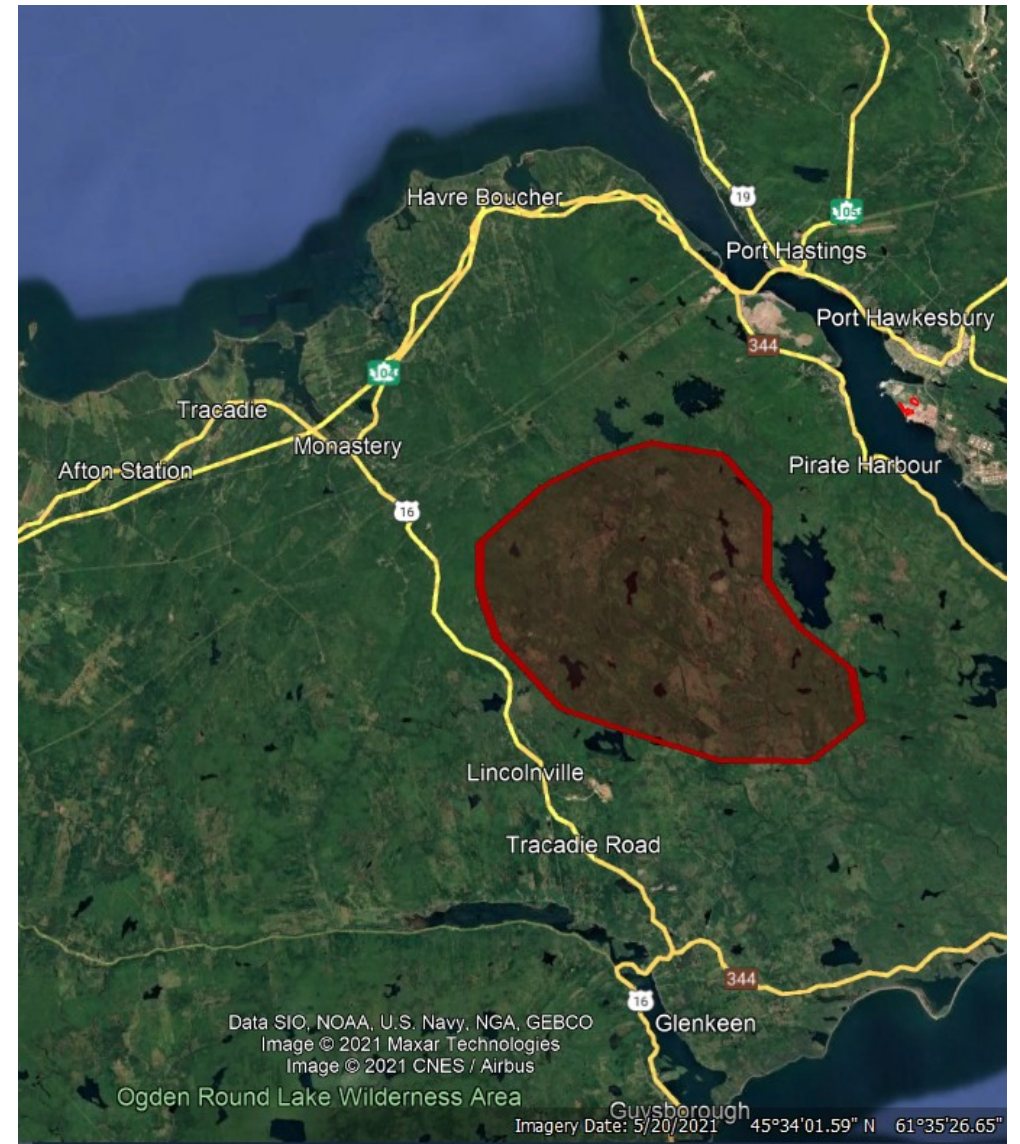 Havre Boucher
19
105
Port Hastings
Port Hawkesbury
344
104
Tracadie
Monastery
Afton Station
Pirate Harbour
16
Lincolnville
Tracadie Road
344
16
Glenkeen
Data SIO, NOAA, U.S. Navy, NGA, GEBCO
Image © 2021 Maxar Technologies
Image © 2021 CNES / Airbus
Ogden Round Lake Wilderness Area
Guysborough
Imagery Date: 5/20/2021 45°34'01.59" N 61°35'26.65"